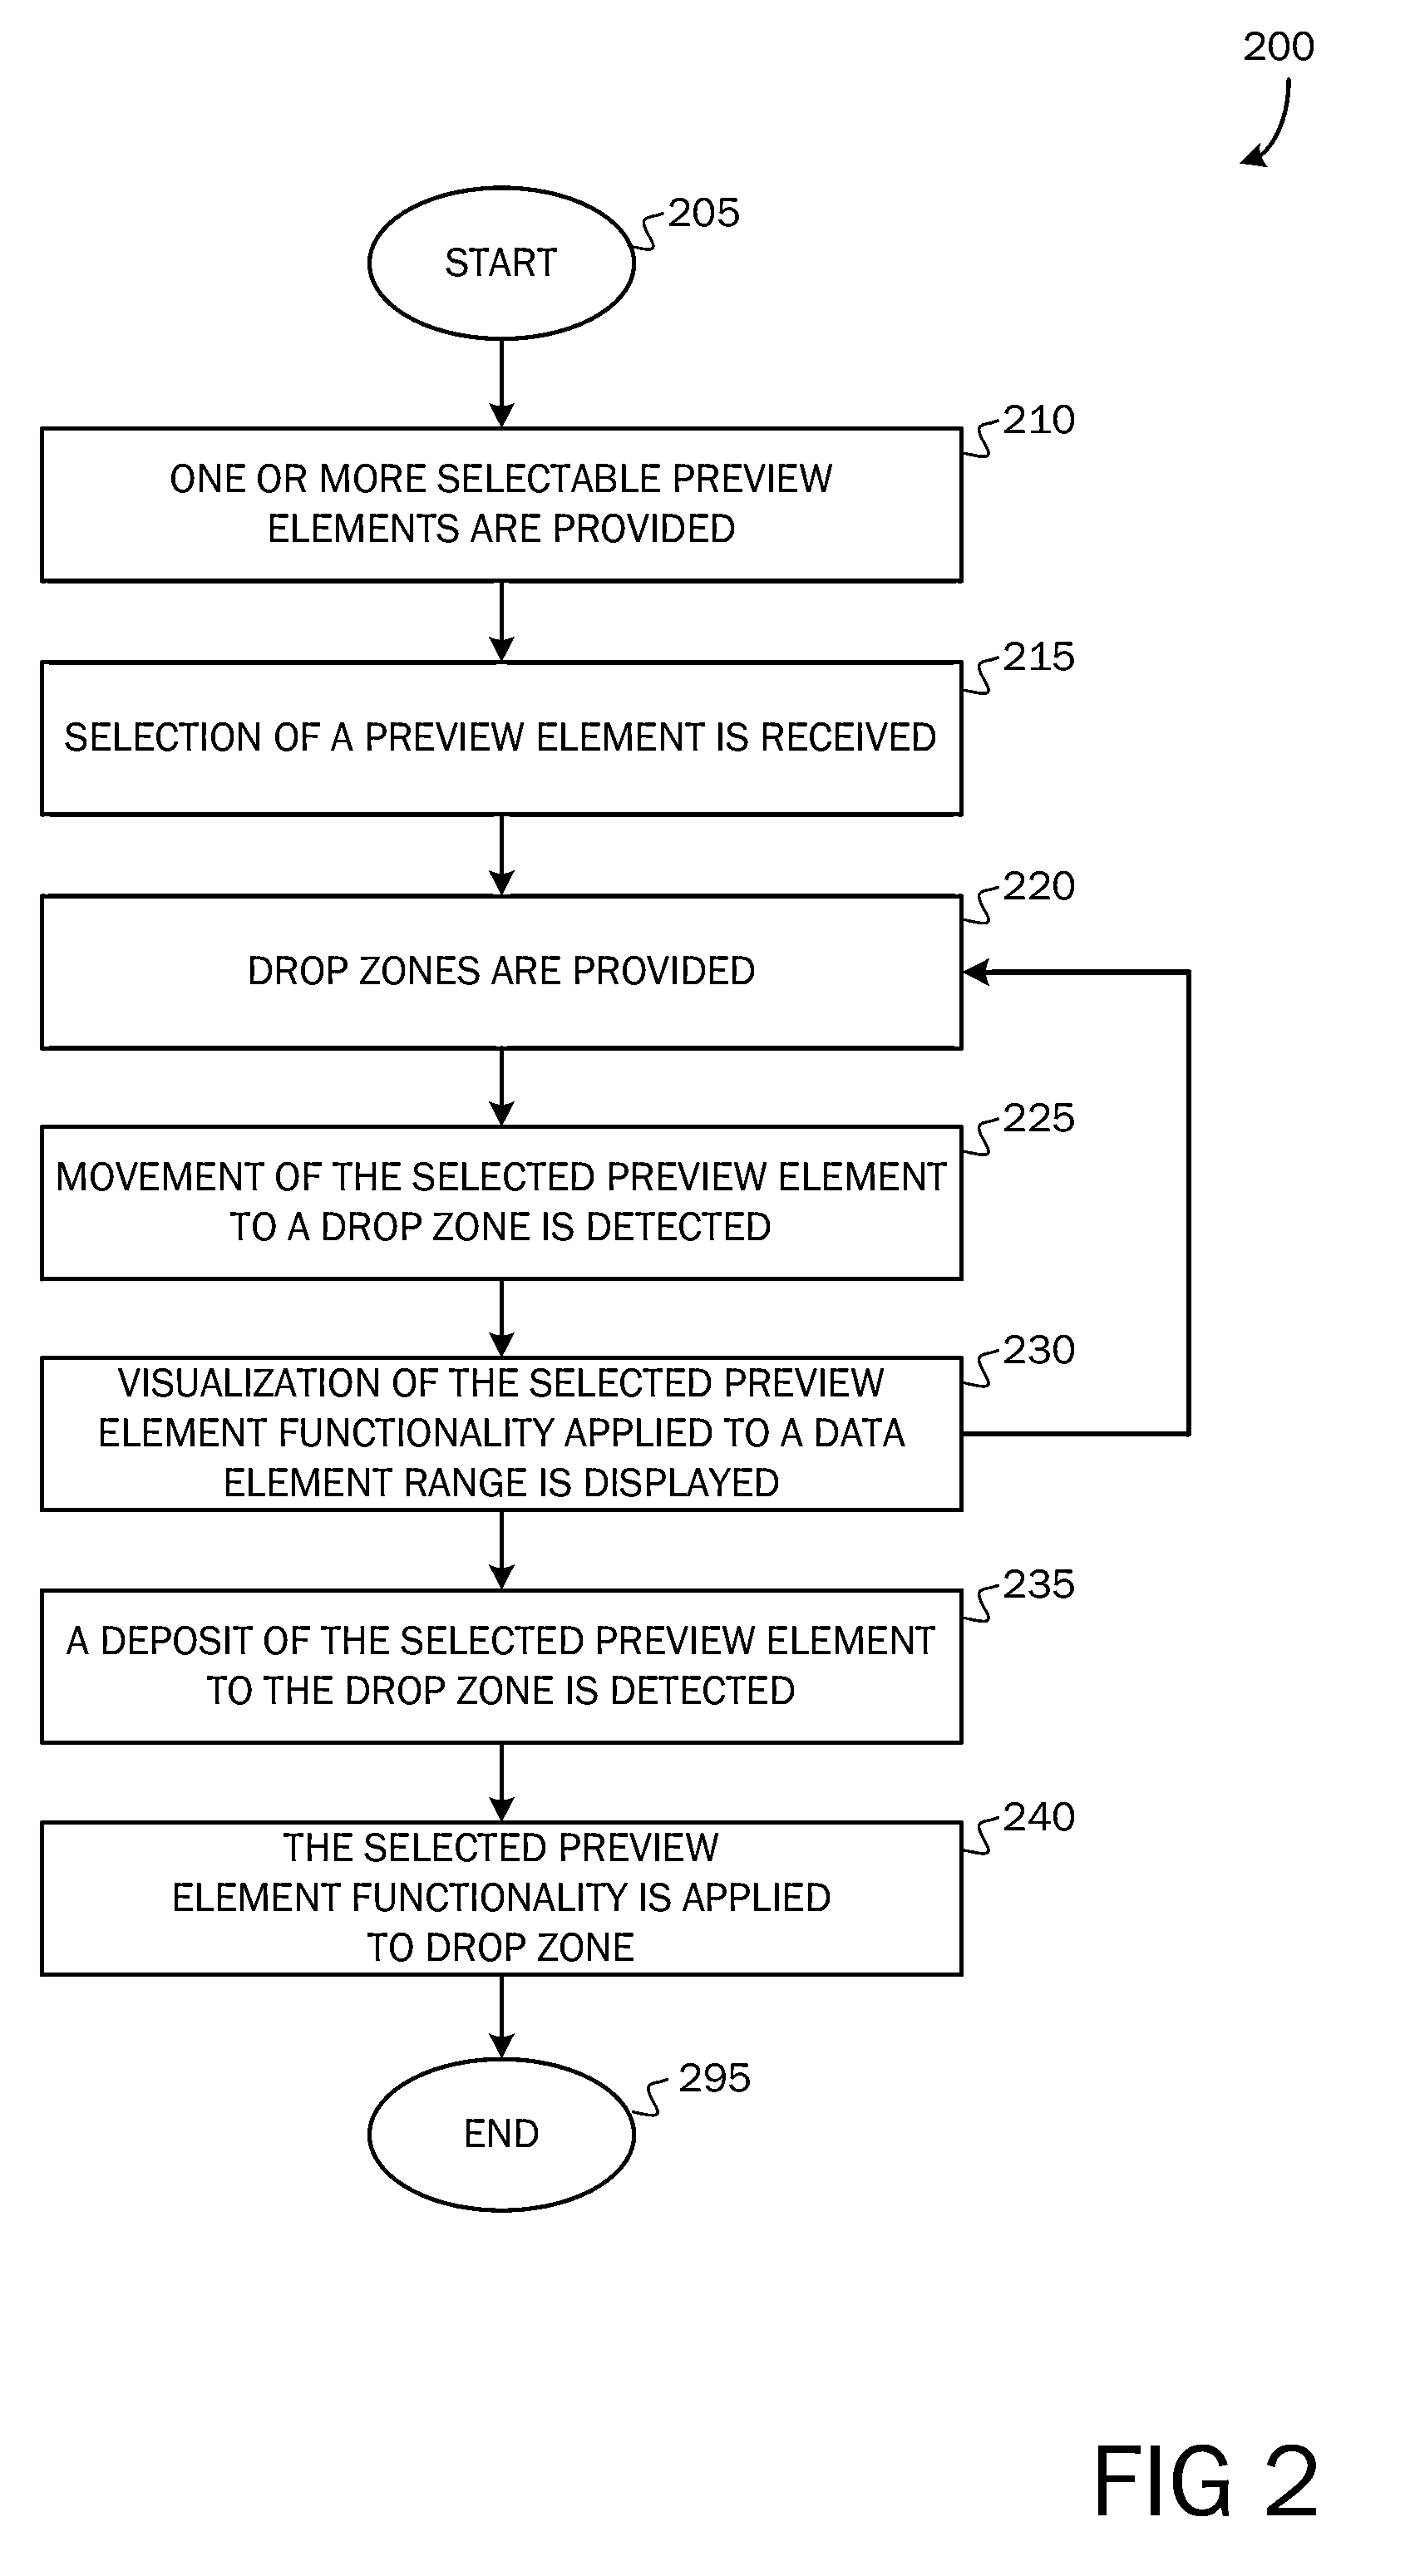 200
START
205
ONE OR MORE SELECTABLE PREVIEW
ELEMENTS ARE PROVIDED
210
SELECTION OF A PREVIEW ELEMENT IS RECEIVED
215
DROP ZONES ARE PROVIDED
220
MOVEMENT OF THE SELECTED PREVIEW ELEMENT
TO A DROP ZONE IS DETECTED
225
VISUALIZATION OF THE SELECTED PREVIEW
ELEMENT FUNCTIONALITY APPLIED TO A DATA
ELEMENT RANGE IS DISPLAYED
230
A DEPOSIT OF THE SELECTED PREVIEW ELEMENT
TO THE DROP ZONE IS DETECTED
235
THE SELECTED PREVIEW
ELEMENT FUNCTIONALITY IS APPLIED
TO DROP ZONE
240
END
295
FIG 2